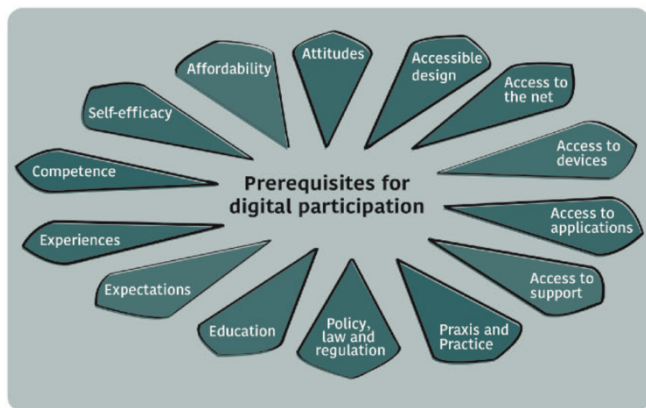 Attitudes
Accessible
design
Access to
the net
Access to
devices
Access to
applications
Access to
support
Praxis and
Practice
Policy,
law and
regulation
Education
Expectations
Experiences
Competence
Self-efficacy
Affordability
Prerequisites for
digital participation